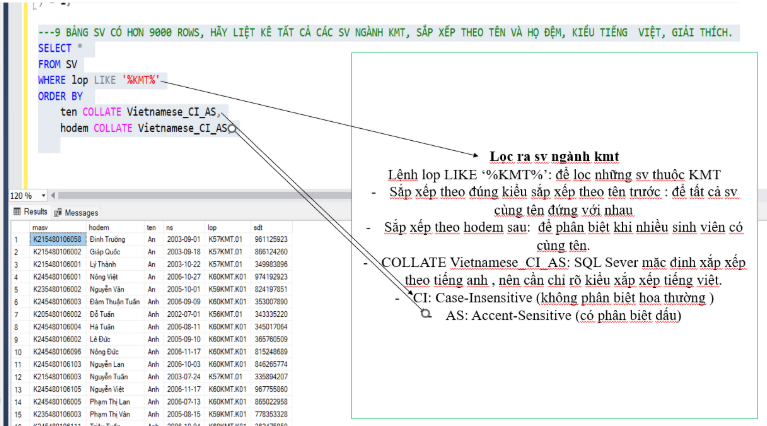 ---9 BẢNG SV CÓ HƠN 9000 ROWS, HÃY LIỆT KÊ TẤT CẢ CÁC SV NGÀNH KMT, SẮP XẾP THEO TÊN VÀ HỌ ĐỆM, KIỂU TIẾNG VIỆT, GIẢI THÍCH.
SELECT *
FROM SV
WHERE lop LIKE '%KMT%'
ORDER BY
ten COLLATE Vietnamese_CI_AS,
hodem COLLATE Vietnamese_CI_AS
Lọc ra sv ngành kmt
Lệnh lop LIKE ‘%KMT%’: để lọc những sv thuộc KMT
- Sắp xếp theo đúng kiểu sắp xếp theo tên trước : để tất cả sv
cùng tên đứng với nhau
- Sắp xếp theo hodem sau: để phân biệt khi nhiều sinh viên có
cùng tên.
- COLLATE Vietnamese_CI_AS: SQL Sever mặc định xắp xếp
theo tiếng anh , nên cần chỉ rõ kiểu xắp xếp tiếng việt.
- CI: Case-Insensitive (không phân biệt hoa thường )
AS: Accent-Sensitive (có phân biệt dấu)
120 %
Results Messages
masv hodem ten ns lop sdt
1 K215480106058 Đinh Trường An 2003-09-01 K57KMT.01 961125923
2 K215480106002 Giáp Quốc An 2003-09-18 K57KMT.01 866124260
3 K215480106001 Lý Thành An 2003-10-22 K57KMT.01 349983896
4 K245480106001 Nông Việt An 2006-10-27 K60KMT.K01 974192923
5 K235480106002 Nguyễn Văn An 2005-10-01 K59KMT.K01 824197851
6 K245480106003 Đàm Thuận Tuấn Anh 2006-09-09 K60KMT.K01 353007890
7 K205480106002 Đỗ Tuấn Anh 2002-07-01 K56KMT.01 343335220
8 K245480106004 Hà Tuấn Anh 2006-08-11 K60KMT.K01 345017064
9 K245480106002 Lê Đức Anh 2005-09-10 K60KMT.K01 365760509
10 K245480106096 Nông Đức Anh 2006-11-17 K60KMT.K01 815248689
11 K245480106103 Nguyễn Lan Anh 2006-10-03 K60KMT.K01 846265774
12 K215480106003 Nguyễn Tuấn Anh 2003-07-24 K57KMT.01 335894207
13 K245480106105 Nguyễn Việt Anh 2006-11-17 K60KMT.K01 967755860
14 K245480106005 Phạm Thị Lan Anh 2006-07-13 K60KMT.K01 865022958
15 K235480106003 Phạm Thị Vân Anh 2005-08-15 K59KMT.K01 778353328